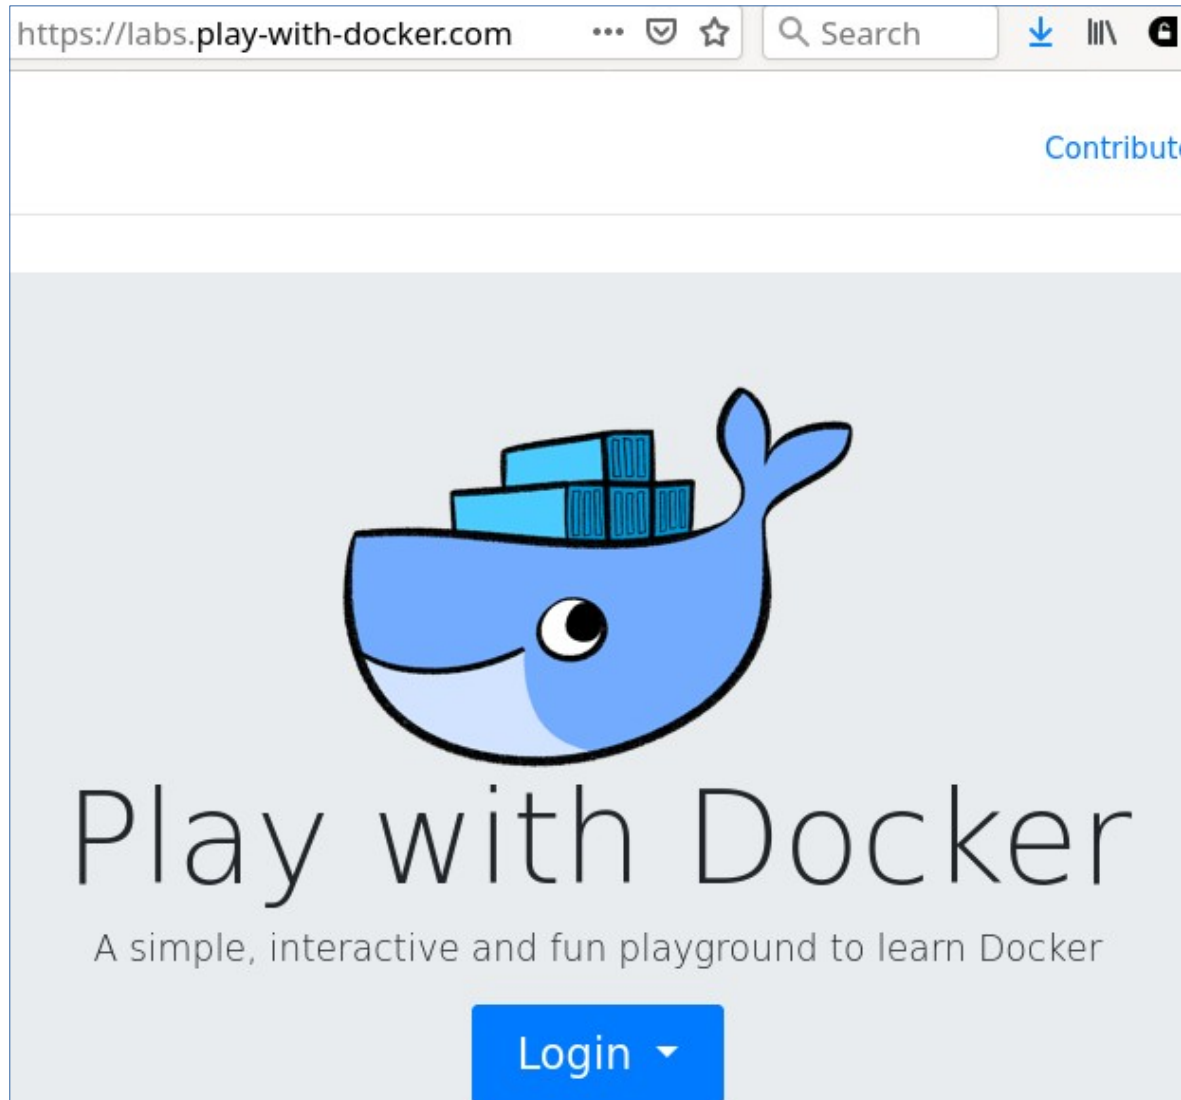 https://labs.play-with-docker.com
Search
Contribute
Play with Docker
A simple, interactive and fun playground to learn Docker
Login